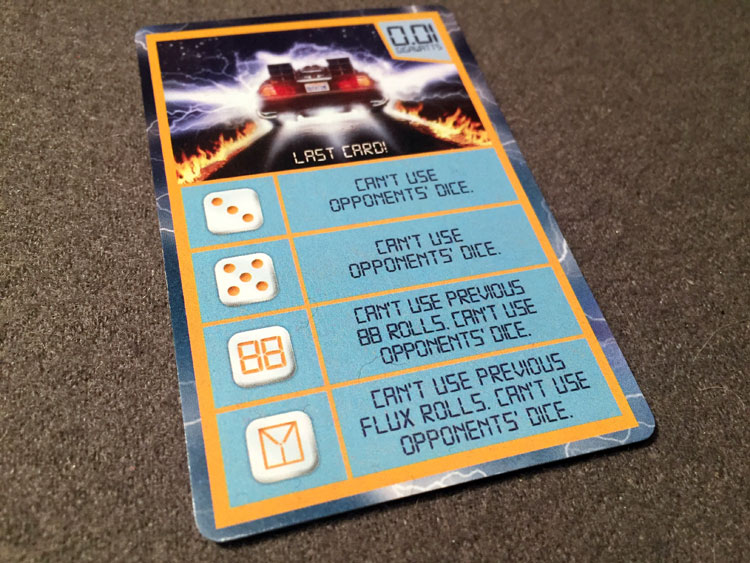 0.01
GIGAWATTS
LAST CARD!
CAN'T USE
OPPONENTS' DICE.
CAN'T USE
OPPONENTS' DICE.
88
CAN'T USE PREVIOUS
88 ROLLS. CAN'T USE
OPPONENTS' DICE.
CAN'T USE PREVIOUS
FLUX ROLLS. CAN'T USE
OPPONENTS' DICE.